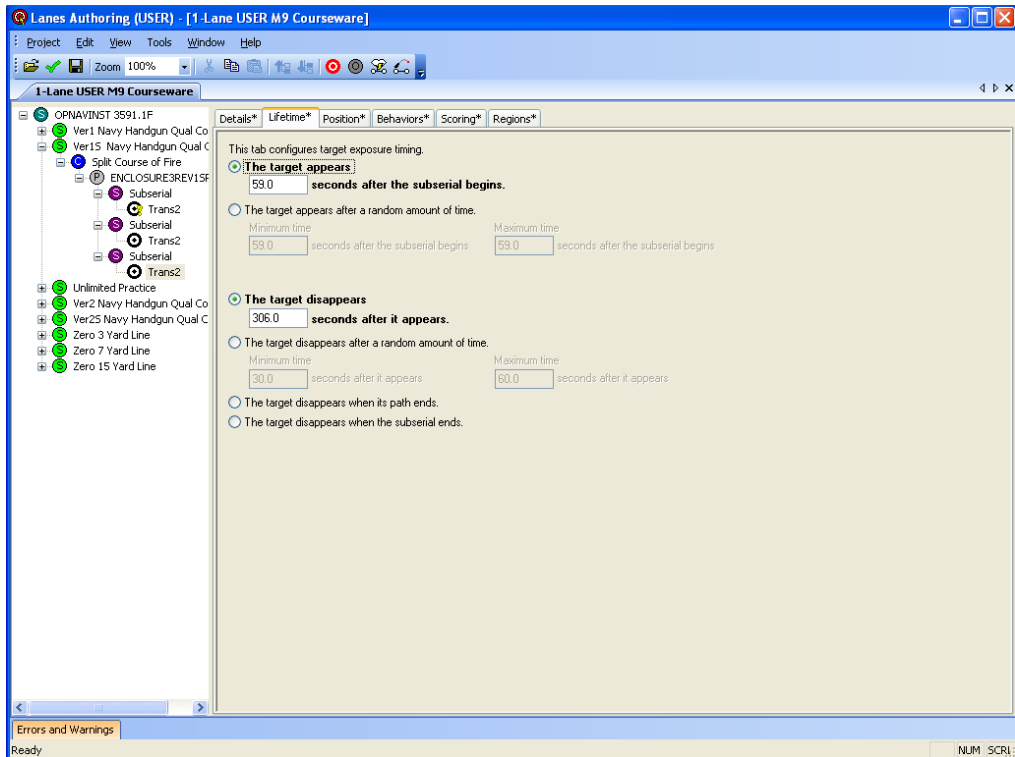 Lanes Authoring (USER) - [1-Lane USER M9 Courseware]
Project Edit View Tools Window Help
Zoom 100%
1-Lane USER M9 Courseware
OPNAVINST 3591.1F
Ver1 Navy Handgun Qual Co
Ver1S Navy Handgun Qual C
Split Course of Fire
ENCLOSURE3REV1SF
Subserial
Trans2
Subserial
Trans2
Subserial
Trans2
Unlimited Practice
Ver2 Navy Handgun Qual Co
Ver2S Navy Handgun Qual C
Zero 3 Yard Line
Zero 7 Yard Line
Zero 15 Yard Line
Details* Lifetime* Position* Behaviors* Scoring* Regions*
This tab configures target exposure timing.
The target appears
59.0 seconds after the subserial begins.
The target appears after a random amount of time.
Minimum time Maximum time
59.0 seconds after the subserial begins 59.0 seconds after the subserial begins
The target disappears
306.0 seconds after it appears.
The target disappears after a random amount of time.
Minimum time Maximum time
30.0 seconds after it appears 60.0 seconds after it appears
The target disappears when its path ends.
The target disappears when the subserial ends.
Errors and Warnings
Ready NUM SCRL